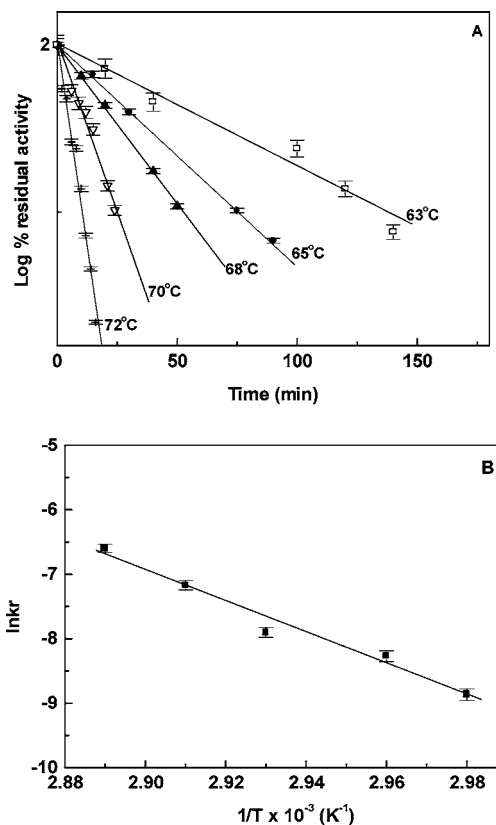 A
2
Log % residual activity
63°C
65°C
68°C
70°C
72°C
0 50 100 150
Time (min)
B
-5
-6
-7
-8
-9
-10
lnkr
2.88 2.90 2.92 2.94 2.96 2.98
1/T x 10⁻³ (K⁻¹)